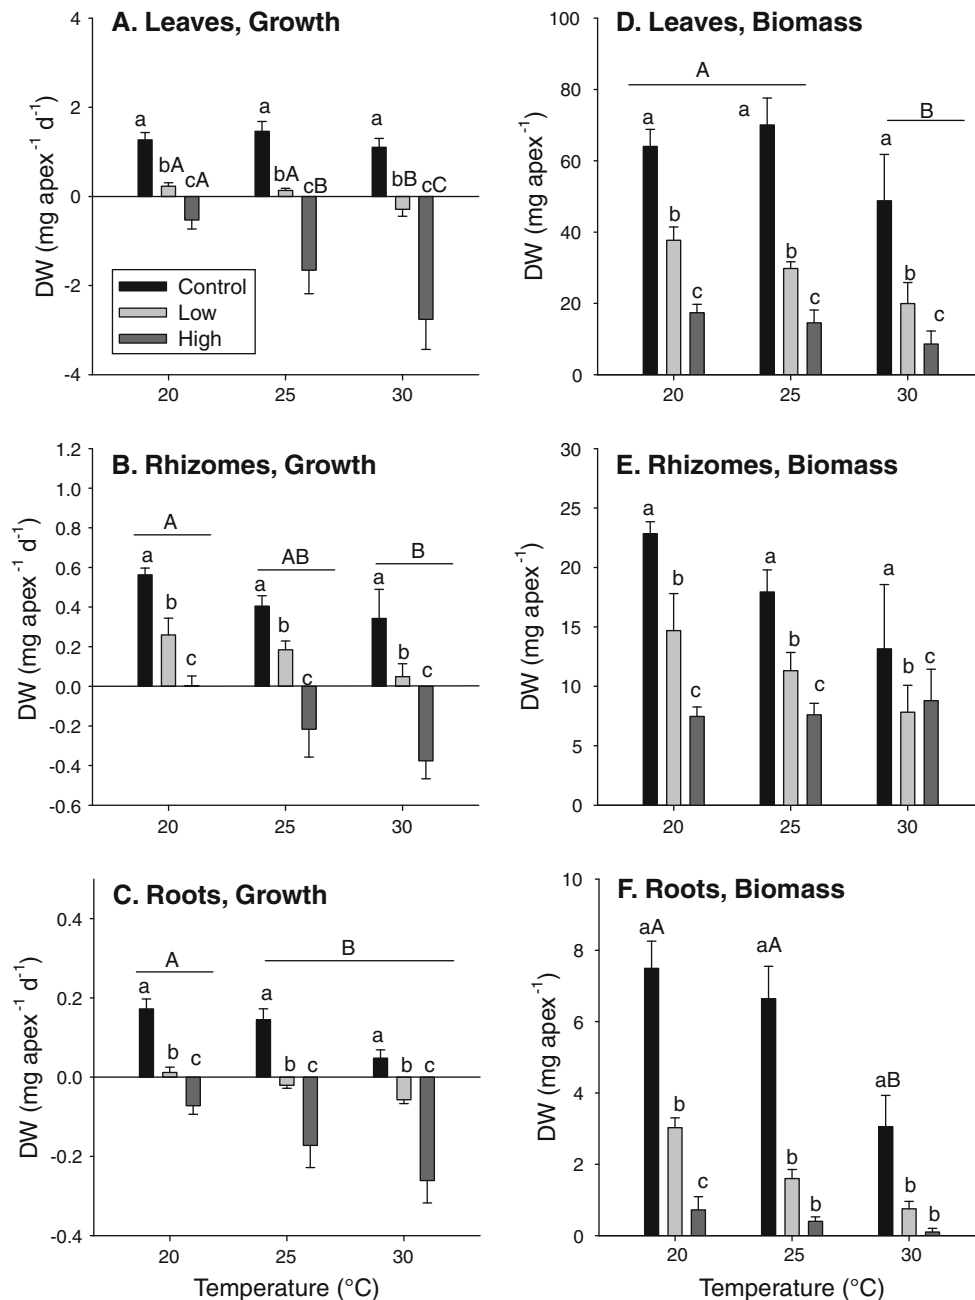 A. Leaves, Growth
DW (mg apex⁻¹ d⁻¹)
4
2
0
-2
-4
a
bA
cA
a
bA
cB
a
bB
cC
Control
Low
High
20
25
30
D. Leaves, Biomass
DW (mg apex⁻¹)
100
80
60
40
20
0
A
B
a
b
c
a
b
c
a
b
c
20
25
30
B. Rhizomes, Growth
DW (mg apex⁻¹ d⁻¹)
1.2
1.0
0.8
0.6
0.4
0.2
0.0
-0.2
-0.4
-0.6
A
AB
B
a
b
c
a
b
c
a
b
c
20
25
30
E. Rhizomes, Biomass
DW (mg apex⁻¹)
30
25
20
15
10
5
0
a
b
c
a
b
c
a
b
c
20
25
30
C. Roots, Growth
DW (mg apex⁻¹ d⁻¹)
0.4
0.2
0.0
-0.2
-0.4
A
B
a
b
c
a
b
c
a
b
c
20
25
30
Temperature (°C)
F. Roots, Biomass
DW (mg apex⁻¹)
10
8
6
4
2
0
aA
b
c
aA
b
b
aB
b
b
20
25
30
Temperature (°C)